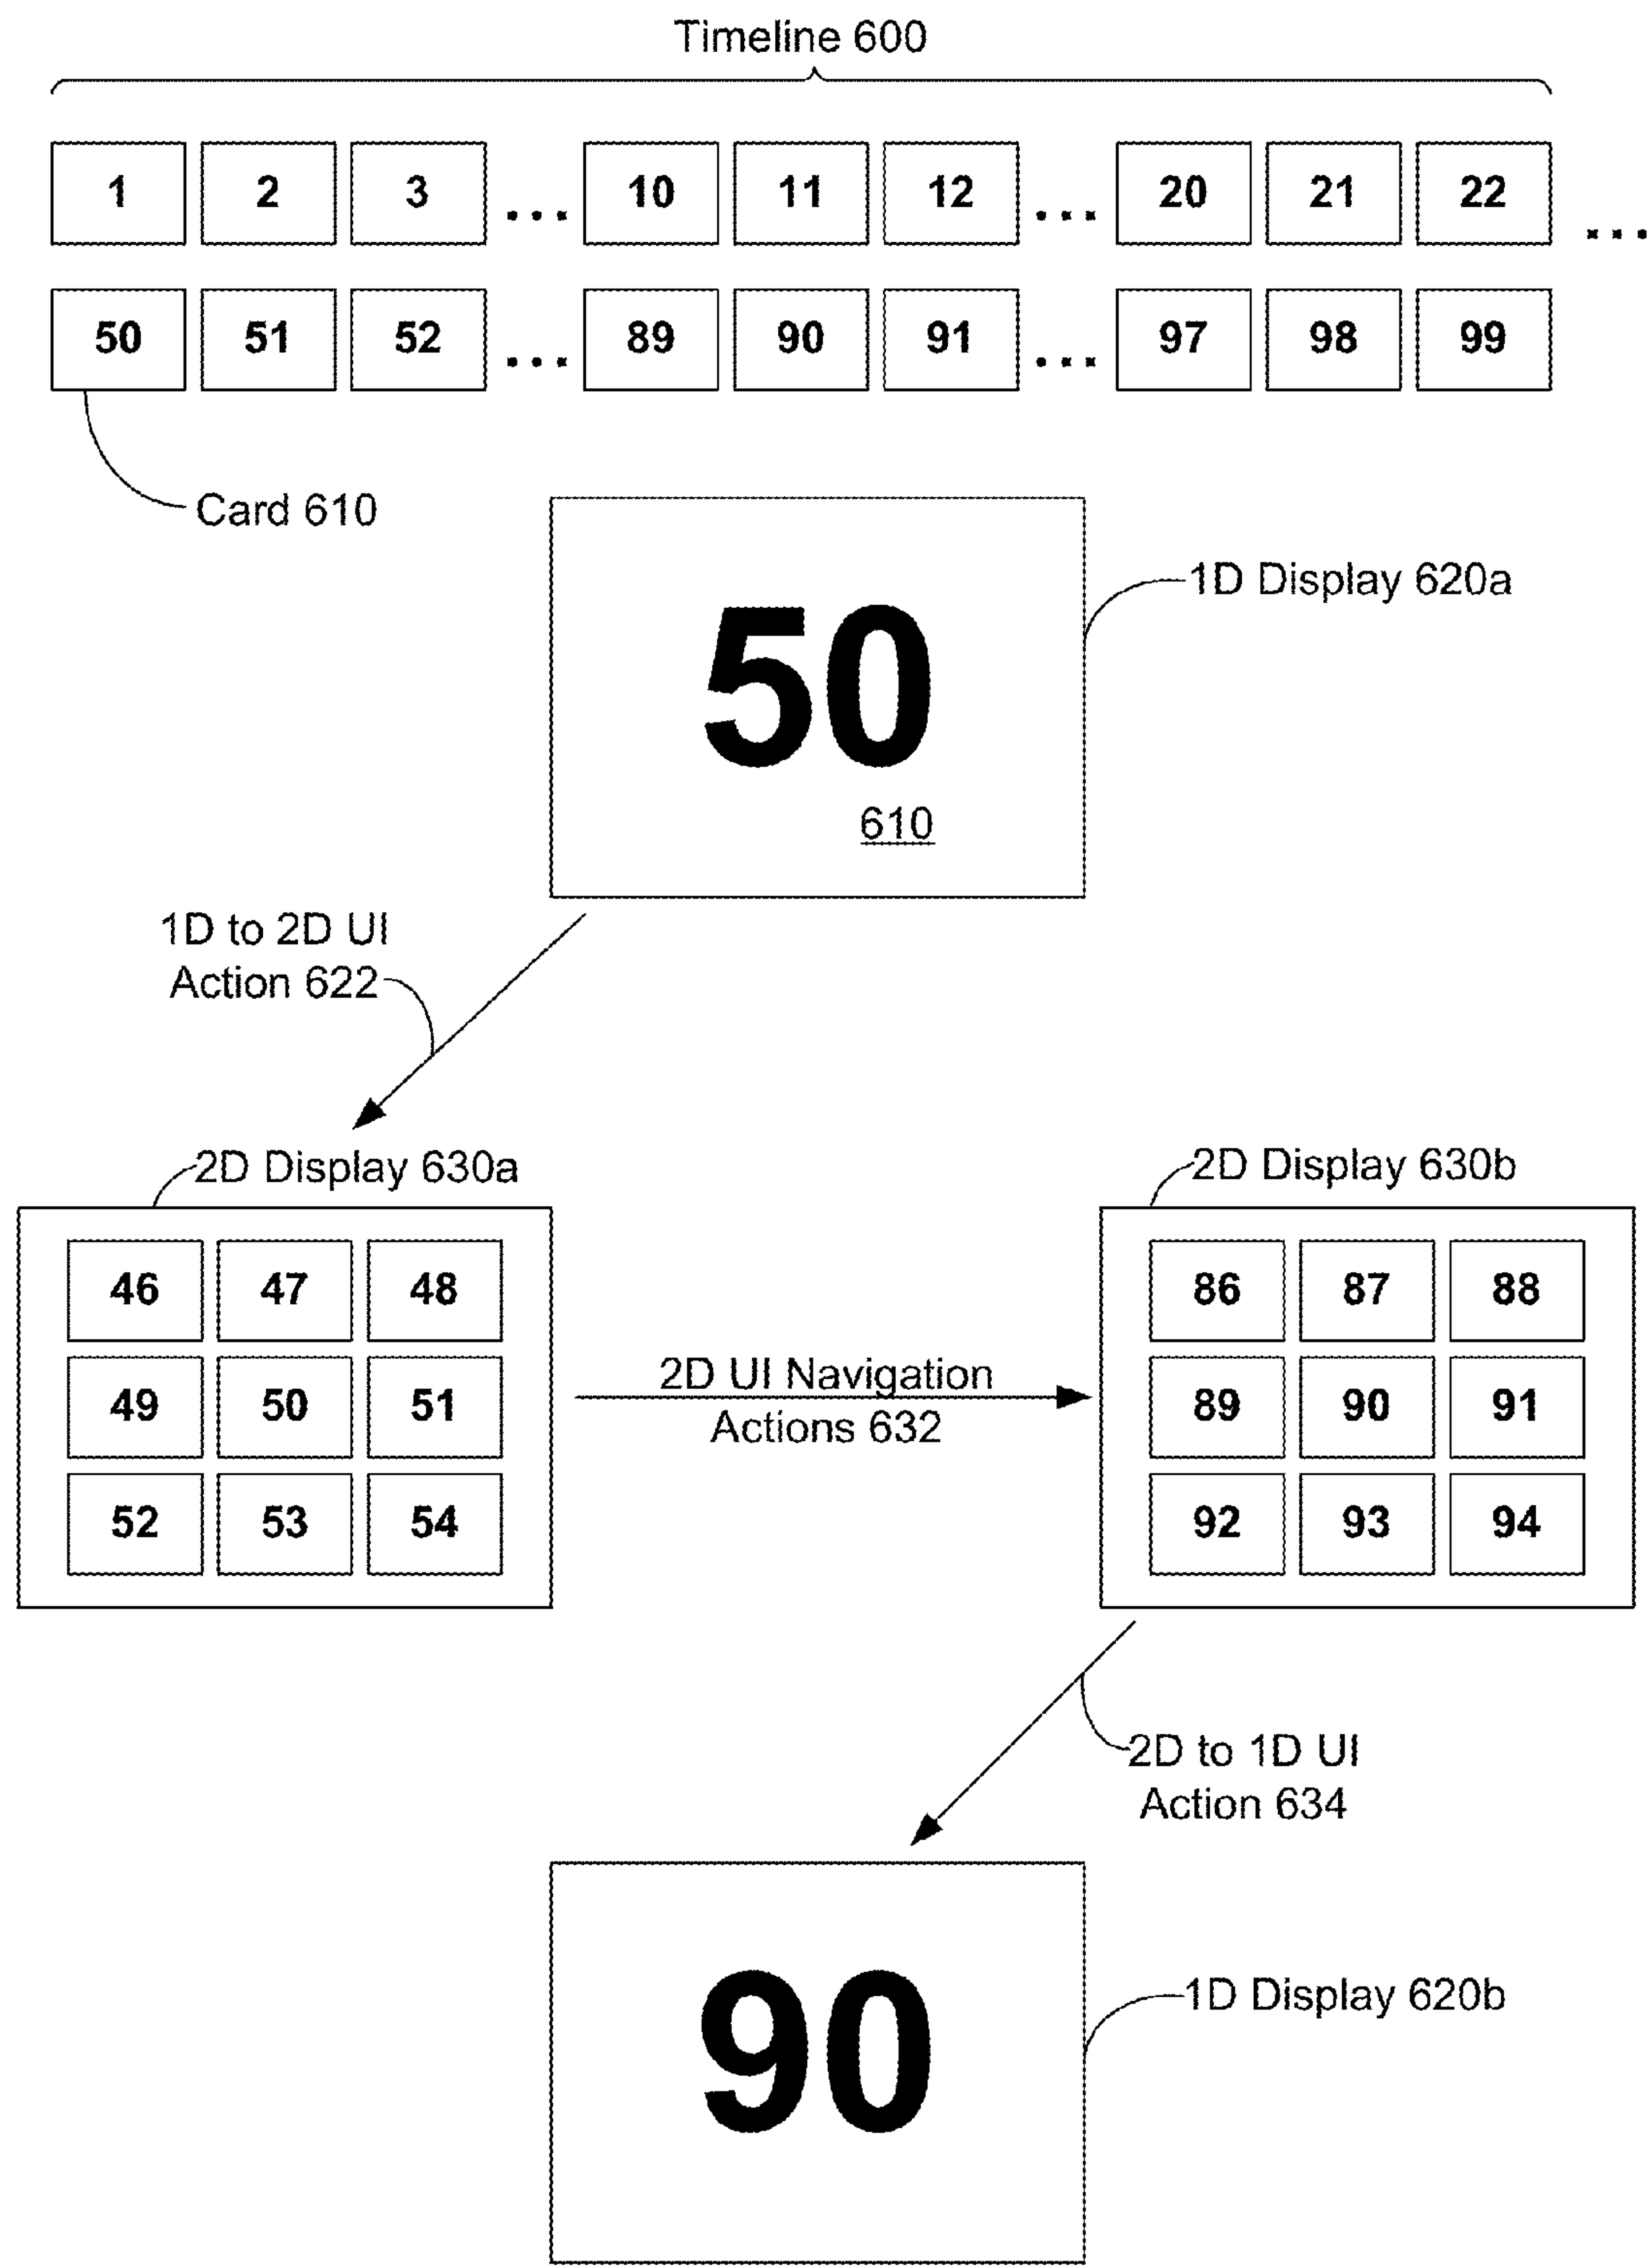 Timeline 600
1 2 3 ... 10 11 12 ... 20 21 22 ...
50 51 52 ... 89 90 91 ... 97 98 99
Card 610
1D Display 620a
50
610
1D to 2D UI
Action 622
2D Display 630a
46 47 48
49 50 51
52 53 54
2D UI Navigation
Actions 632
2D Display 630b
86 87 88
89 90 91
92 93 94
2D to 1D UI
Action 634
90
1D Display 620b